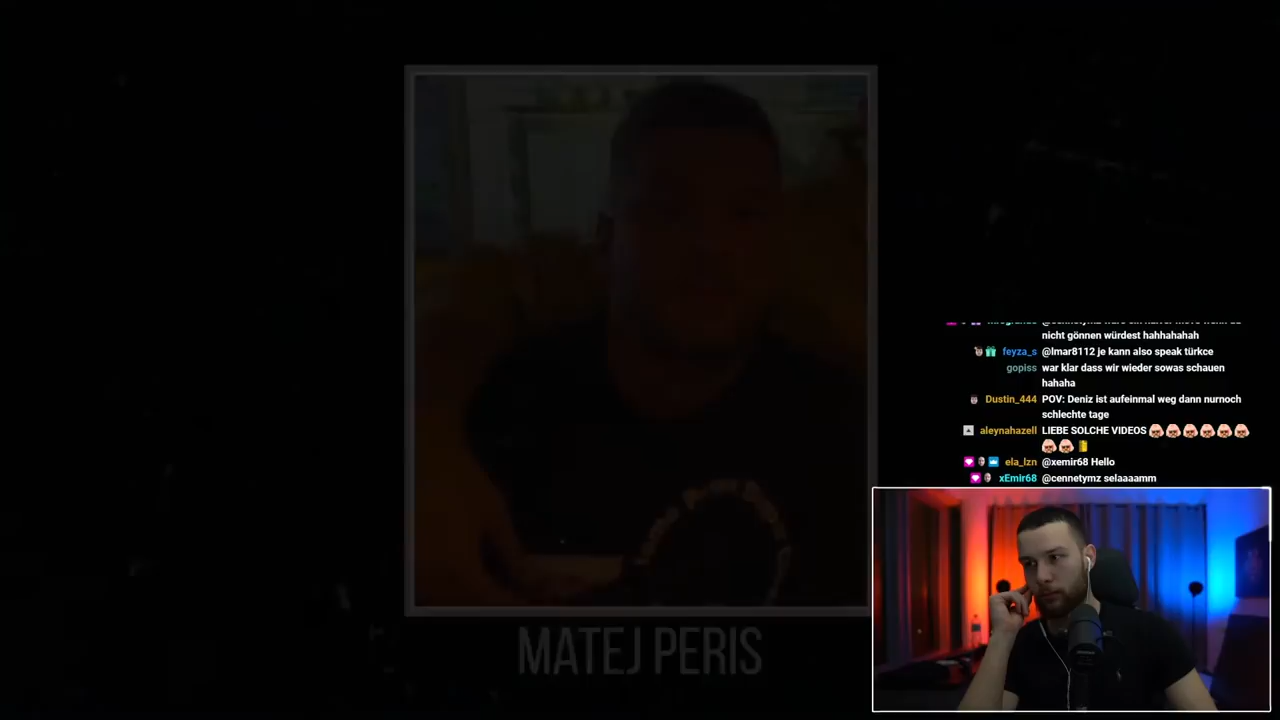 nicht gönnen würdest hahhahahah
feyza_s @lmar8112 je kann also speak türkce
gopiss war klar dass wir wieder sowas schauen
hahaha
Dustin_444 POV: Deniz ist aufeinmal weg dann nurnoch
schlechte tage
aleynahazell LIEBE SOLCHE VIDEOS
ela_lzn @xemir68 Hello
xEmir68 @cennetymz selaaaamm
MATEJ PERIS